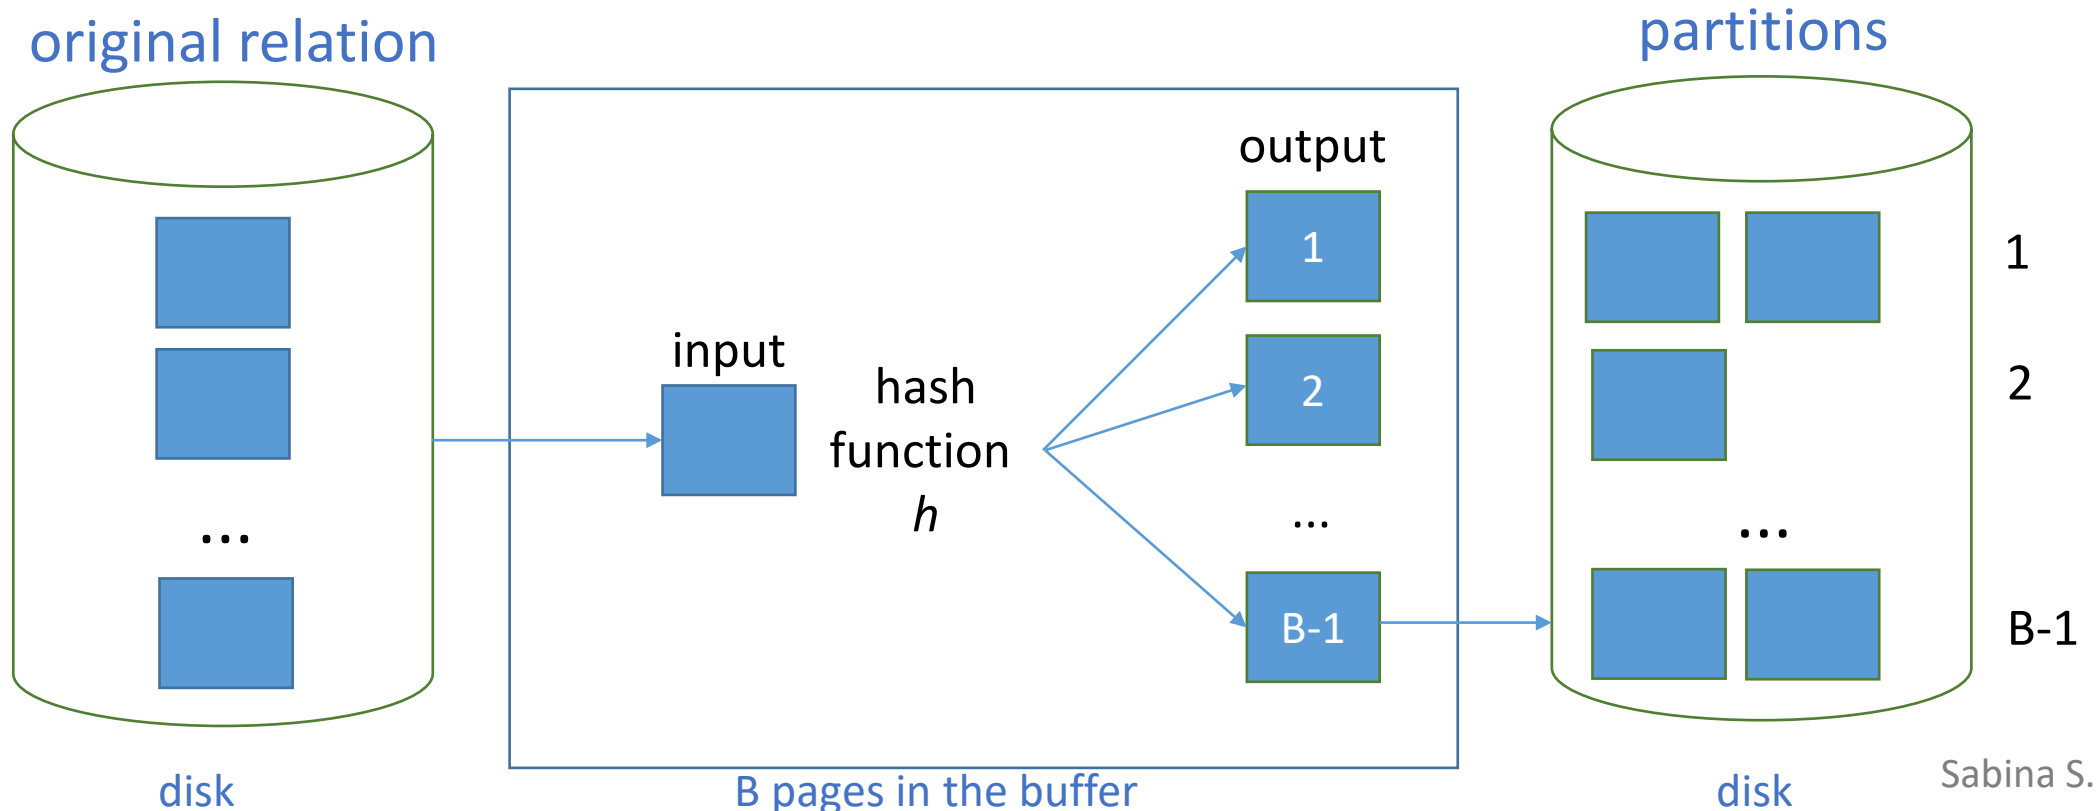 original relation
partitions
output
1
1
input
hash
function
h
2
2
...
...
...
B-1
B-1
disk
B pages in the buffer
disk
Sabina S.